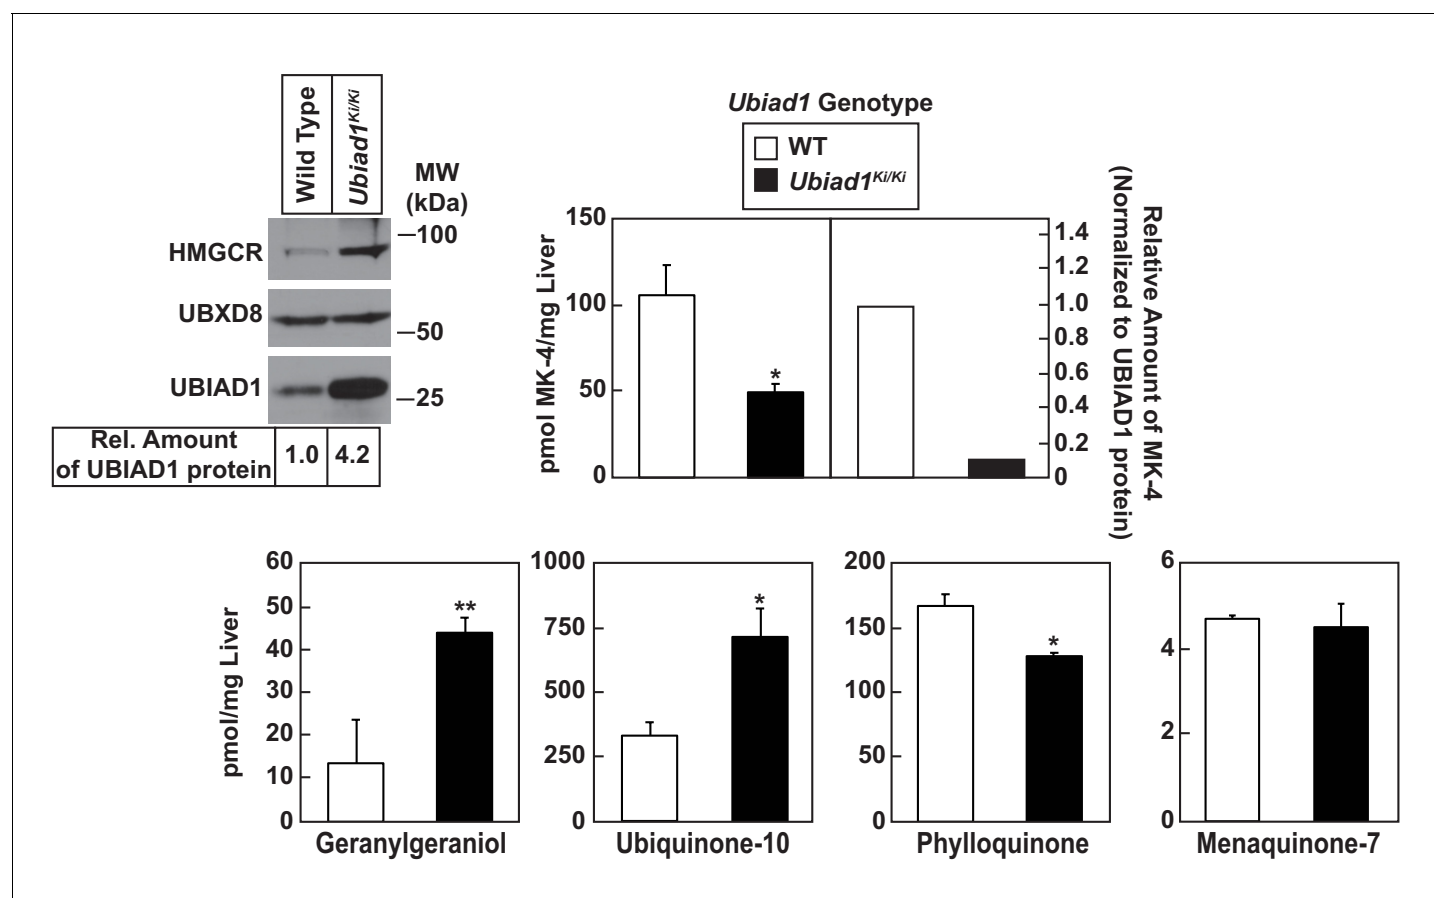 Wild Type
Ubiad1Ki/Ki
MW
(kDa)
HMGCR
—100
UBXD8
—50
UBIAD1
—25
Rel. Amount
of UBIAD1 protein
1.0
4.2
Ubiad1 Genotype
WT
Ubiad1Ki/Ki
pmol MK-4/mg Liver
150
100
50
0
*
1.4
1.2
1.0
0.8
0.6
0.4
0.2
0
Relative Amount of MK-4
(Normalized to UBIAD1 protein)
pmol/mg Liver
60
50
40
30
20
10
0
**
Geranylgeraniol
1000
750
500
250
0
*
Ubiquinone-10
200
150
100
50
0
*
Phylloquinone
6
4
2
0
Menaquinone-7